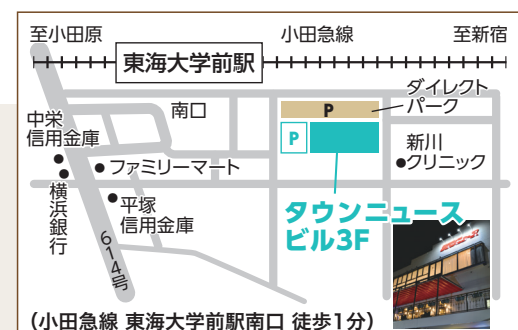 至小田原
小田急線
至新宿
東海大学前駅
ダイレクト
パーク
南口
P
P
中栄
信用金庫
新川
クリニック
ファミリーマート
横浜銀行
平塚
信用金庫
タウンニュース
ビル3F
614号
(小田急線 東海大学前駅南口 徒歩1分)